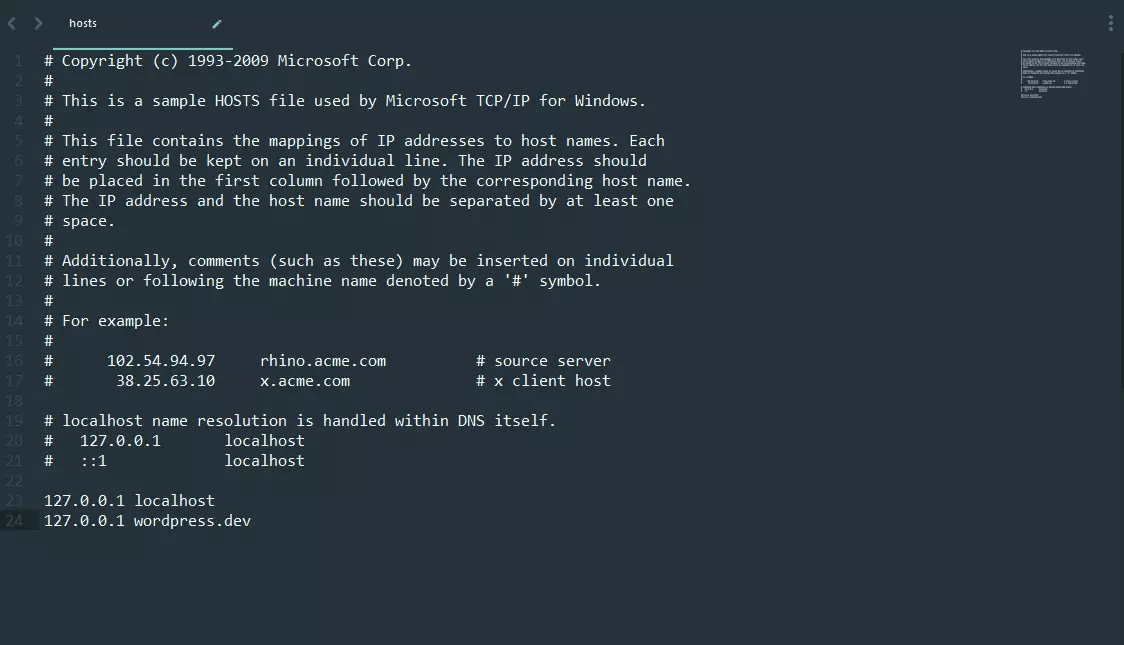 hosts
1 # Copyright (c) 1993-2009 Microsoft Corp.
2 #
3 # This is a sample HOSTS file used by Microsoft TCP/IP for Windows.
4 #
5 # This file contains the mappings of IP addresses to host names. Each
6 # entry should be kept on an individual line. The IP address should
7 # be placed in the first column followed by the corresponding host name.
8 # The IP address and the host name should be separated by at least one
9 # space.
10 #
11 # Additionally, comments (such as these) may be inserted on individual
12 # lines or following the machine name denoted by a '#' symbol.
13 #
14 # For example:
15 #
16 #      102.54.94.97     rhino.acme.com          # source server
17 #       38.25.63.10     x.acme.com              # x client host
18
19 # localhost name resolution is handled within DNS itself.
20 #   127.0.0.1       localhost
21 #   ::1             localhost
22
23 127.0.0.1 localhost
24 127.0.0.1 wordpress.dev